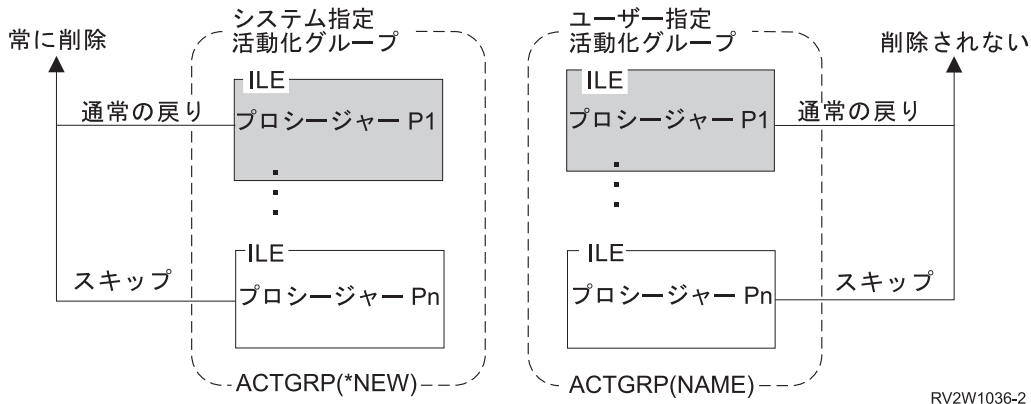 システム指定
活動化グループ
ユーザー指定
活動化グループ
常に削除
削除されない
ILE
ILE
通常の戻り
プロシージャー P1
プロシージャー P1
通常の戻り
ILE
ILE
スキップ
プロシージャー Pn
プロシージャー Pn
スキップ
ACTGRP(*NEW)
ACTGRP(NAME)
RV2W1036-2